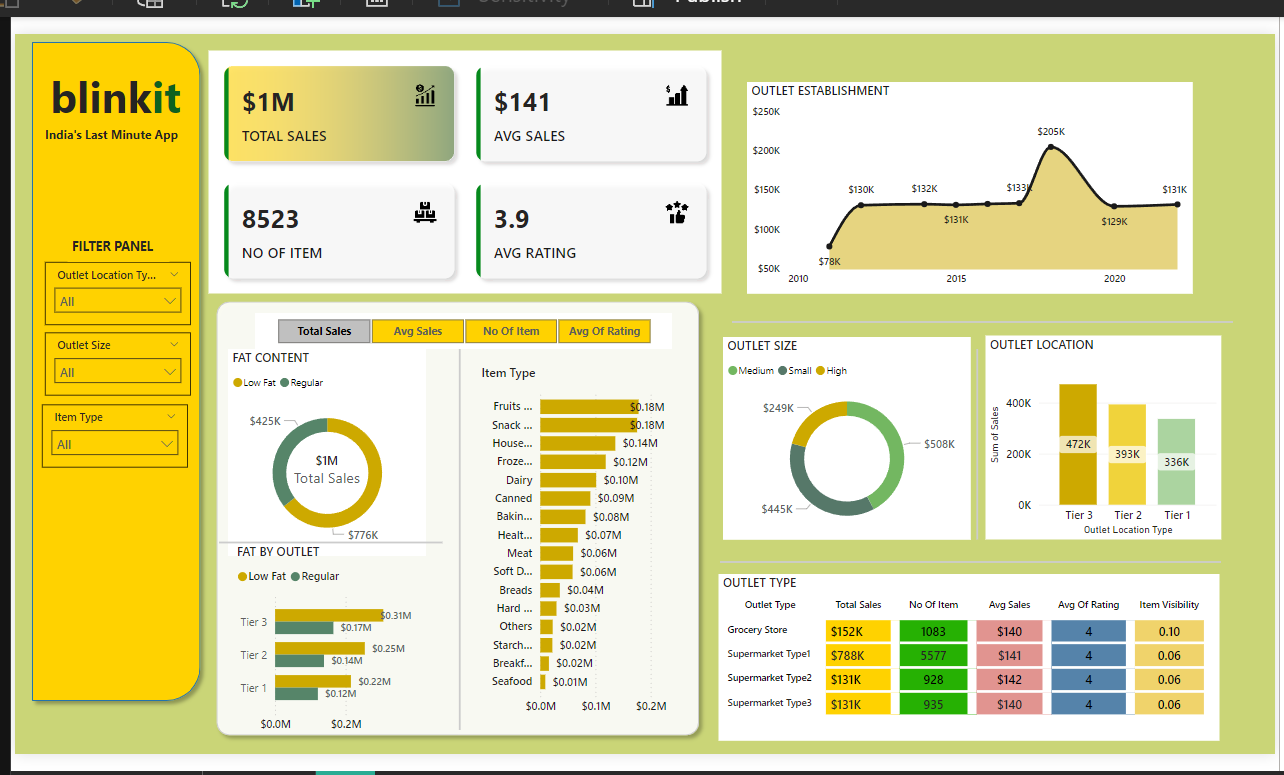 Sensitivity
Publish
blinkit
India's Last Minute App
FILTER PANEL
Outlet Location Ty...
All
Outlet Size
All
Item Type
All
$1M
TOTAL SALES
$141
AVG SALES
8523
NO OF ITEM
3.9
AVG RATING
OUTLET ESTABLISHMENT
$250K
$200K
$150K
$100K
$50K
$78K
$130K
$132K
$131K
$133K
$205K
$129K
$131K
2010
2015
2020
Total Sales
Avg Sales
No Of Item
Avg Of Rating
FAT CONTENT
Low Fat
Regular
$425K
$1M
Total Sales
$776K
FAT BY OUTLET
Low Fat
Regular
Tier 3
$0.31M
$0.17M
Tier 2
$0.25M
$0.14M
Tier 1
$0.22M
$0.12M
$0.0M
$0.2M
Item Type
Fruits ... $0.18M
Snack ... $0.18M
House... $0.14M
Froze... $0.12M
Dairy $0.10M
Canned $0.09M
Bakin... $0.08M
Healt... $0.07M
Meat $0.06M
Soft D... $0.06M
Breads $0.04M
Hard ... $0.03M
Others $0.02M
Starch... $0.02M
Breakf... $0.02M
Seafood $0.01M
$0.0M $0.1M $0.2M
OUTLET SIZE
Medium Small High
$249K
$508K
$445K
OUTLET LOCATION
Sum of Sales
400K
200K
0K
472K
393K
336K
Tier 3 Tier 2 Tier 1
Outlet Location Type
OUTLET TYPE
Outlet Type Total Sales No Of Item Avg Sales Avg Of Rating Item Visibility
Grocery Store $152K 1083 $140 4 0.10
Supermarket Type1 $788K 5577 $141 4 0.06
Supermarket Type2 $131K 928 $142 4 0.06
Supermarket Type3 $131K 935 $140 4 0.06